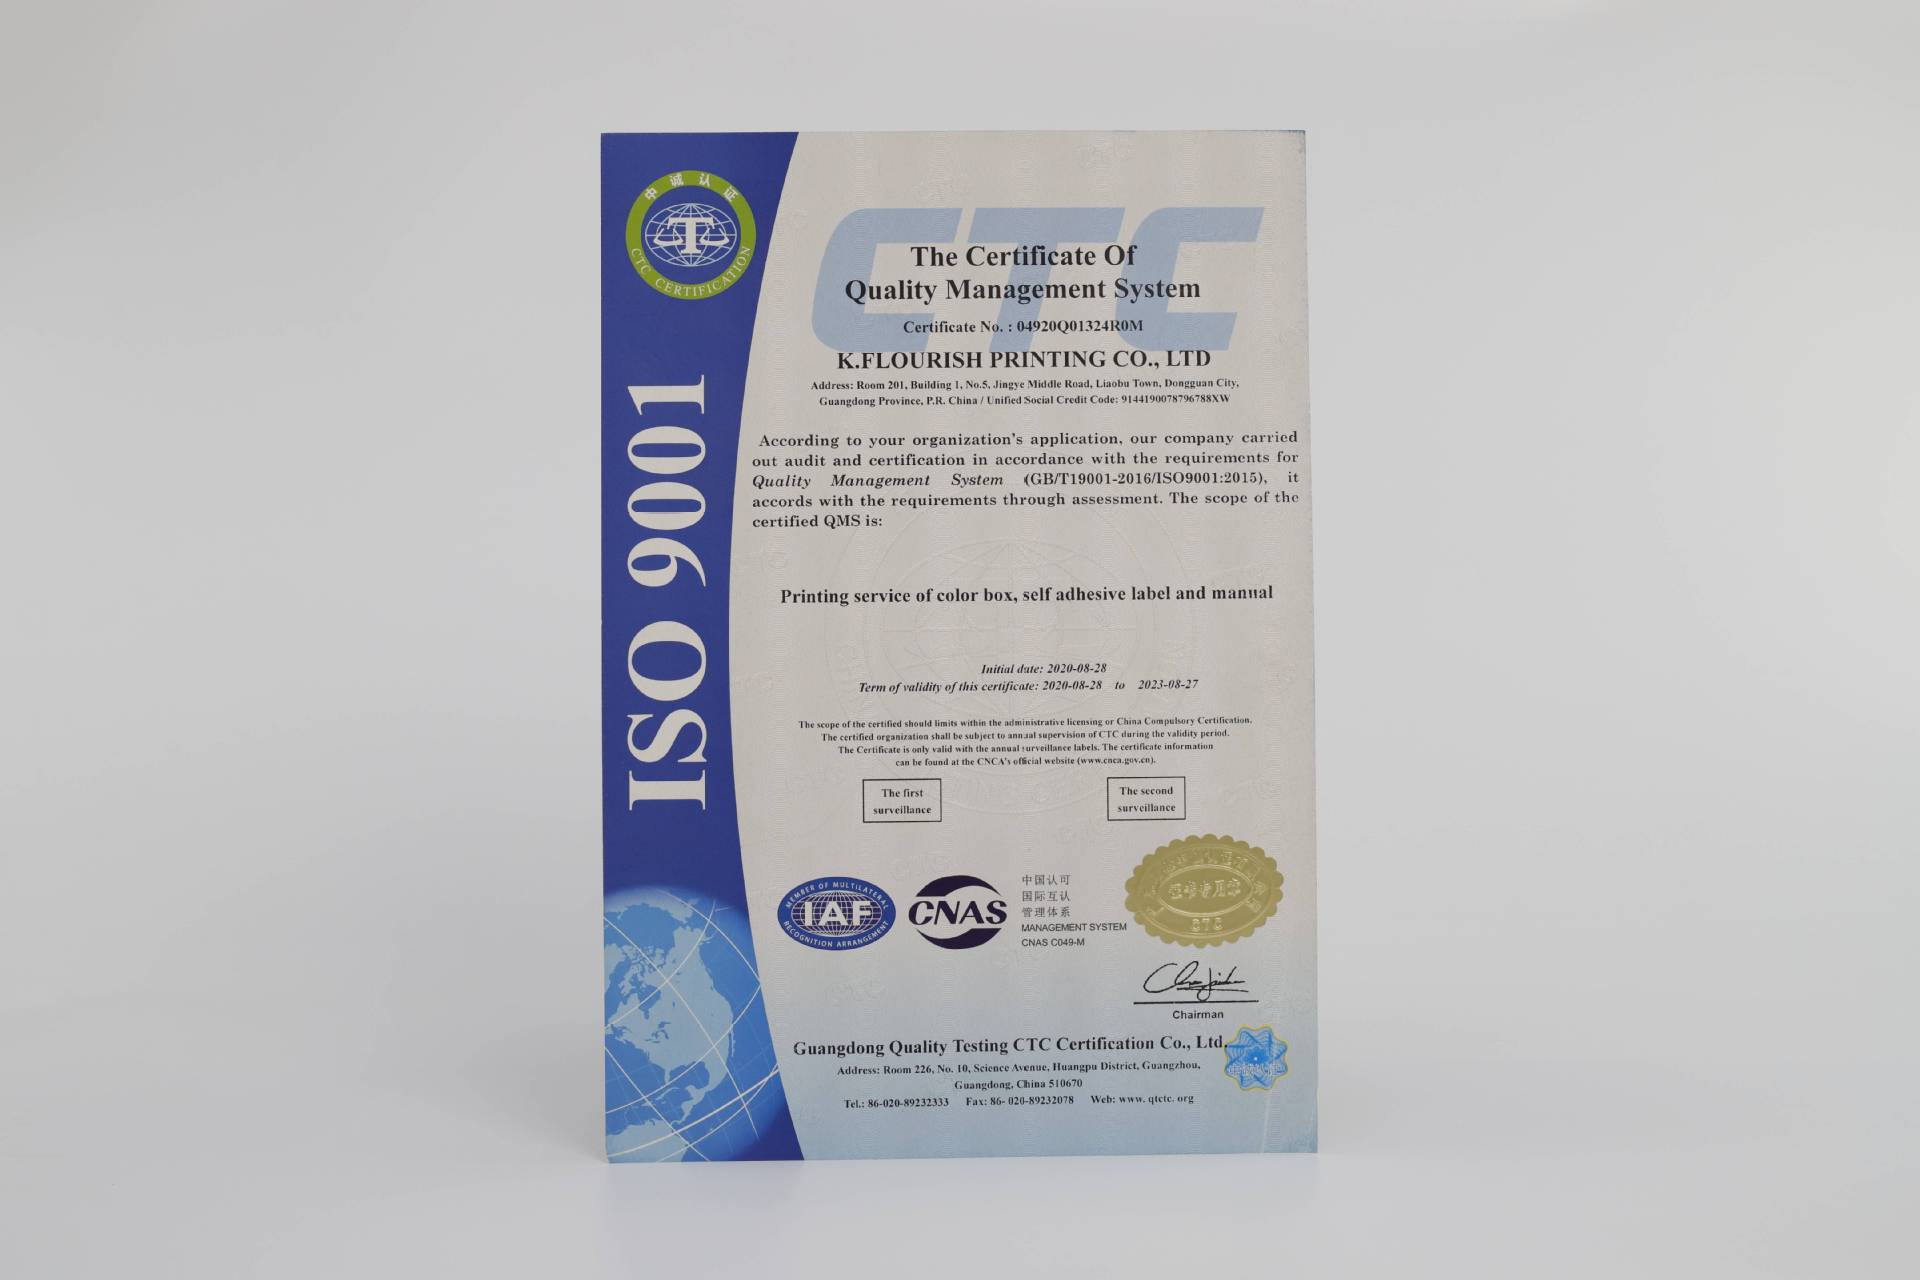 中诚认证
CTC CERTIFICATION
ISO 9001
CTC
The Certificate Of
Quality Management System
Certificate No. : 04920Q01324R0M
K.FLOURISH PRINTING CO., LTD
Address: Room 201, Building 1, No.5, Jingye Middle Road, Liaobu Town, Dongguan City,
Guangdong Province, P.R. China / Unified Social Credit Code: 9144190078796788XW
According to your organization's application, our company carried
out audit and certification in accordance with the requirements for
Quality Management System (GB/T19001-2016/ISO9001:2015), it
accords with the requirements through assessment. The scope of the
certified QMS is:
Printing service of color box, self adhesive label and manual
Initial date: 2020-08-28
Term of validity of this certificate: 2020-08-28 to 2023-08-27
The scope of the certified should limits within the administrative licensing or China Compulsory Certification.
The certified organization shall be subject to annual supervision of CTC during the validity period.
The Certificate is only valid with the annual surveillance labels. The certificate information
can be found at the CNCA's official website (www.cnca.gov.cn).
The first
surveillance
The second
surveillance
MEMBER OF MULTILATERAL
IAF
RECOGNITION ARRANGEMENT
CNAS
中国认可
国际互认
管理体系
MANAGEMENT SYSTEM
CNAS C049-M
CTC
Chairman
Guangdong Quality Testing CTC Certification Co., Ltd.
Address: Room 226, No. 10, Science Avenue, Huangpu District, Guangzhou,
Guangdong, China 510670
Tel.: 86-020-89232333 Fax: 86- 020-89232078 Web: www. qtctc. org